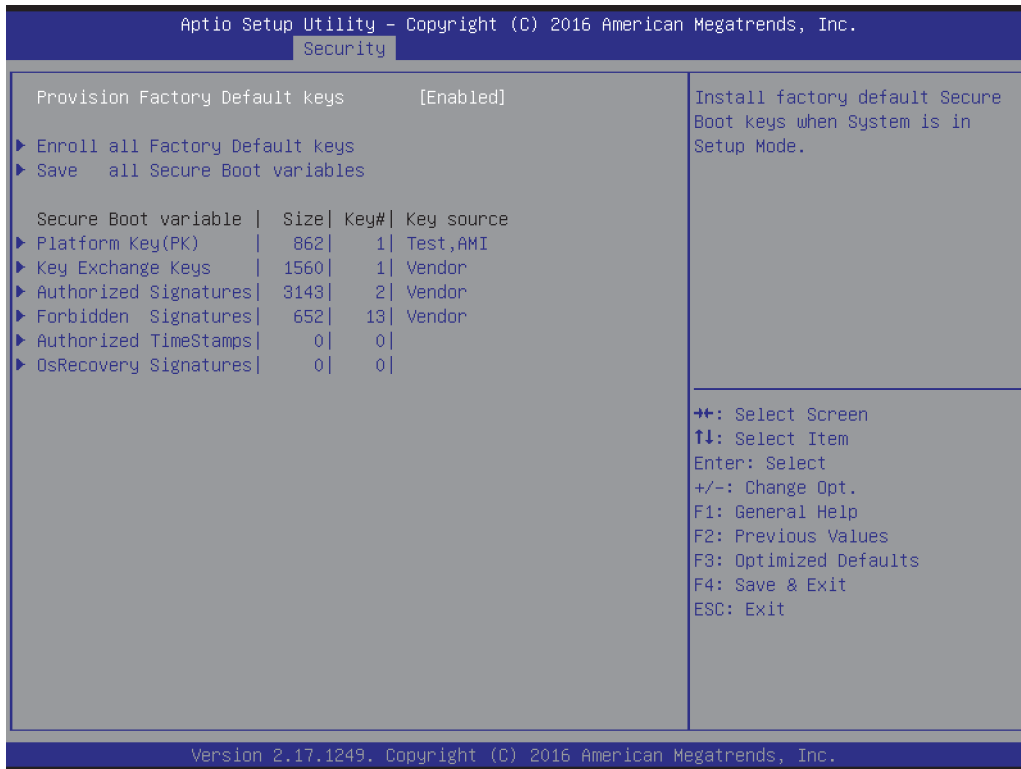 Aptio Setup Utility – Copyright (C) 2016 American Megatrends, Inc.
Security
Provision Factory Default keys [Enabled]
▶ Enroll all Factory Default keys
▶ Save all Secure Boot variables
Secure Boot variable | Size| Key#| Key source
▶ Platform Key(PK) | 862| 1| Test,AMI
▶ Key Exchange Keys | 1560| 1| Vendor
▶ Authorized Signatures| 3143| 2| Vendor
▶ Forbidden Signatures| 652| 13| Vendor
▶ Authorized TimeStamps| 0| 0|
▶ OsRecovery Signatures| 0| 0|
Install factory default Secure
Boot keys when System is in
Setup Mode.
→←: Select Screen
↑↓: Select Item
Enter: Select
+/-: Change Opt.
F1: General Help
F2: Previous Values
F3: Optimized Defaults
F4: Save & Exit
ESC: Exit
Version 2.17.1249. Copyright (C) 2016 American Megatrends, Inc.